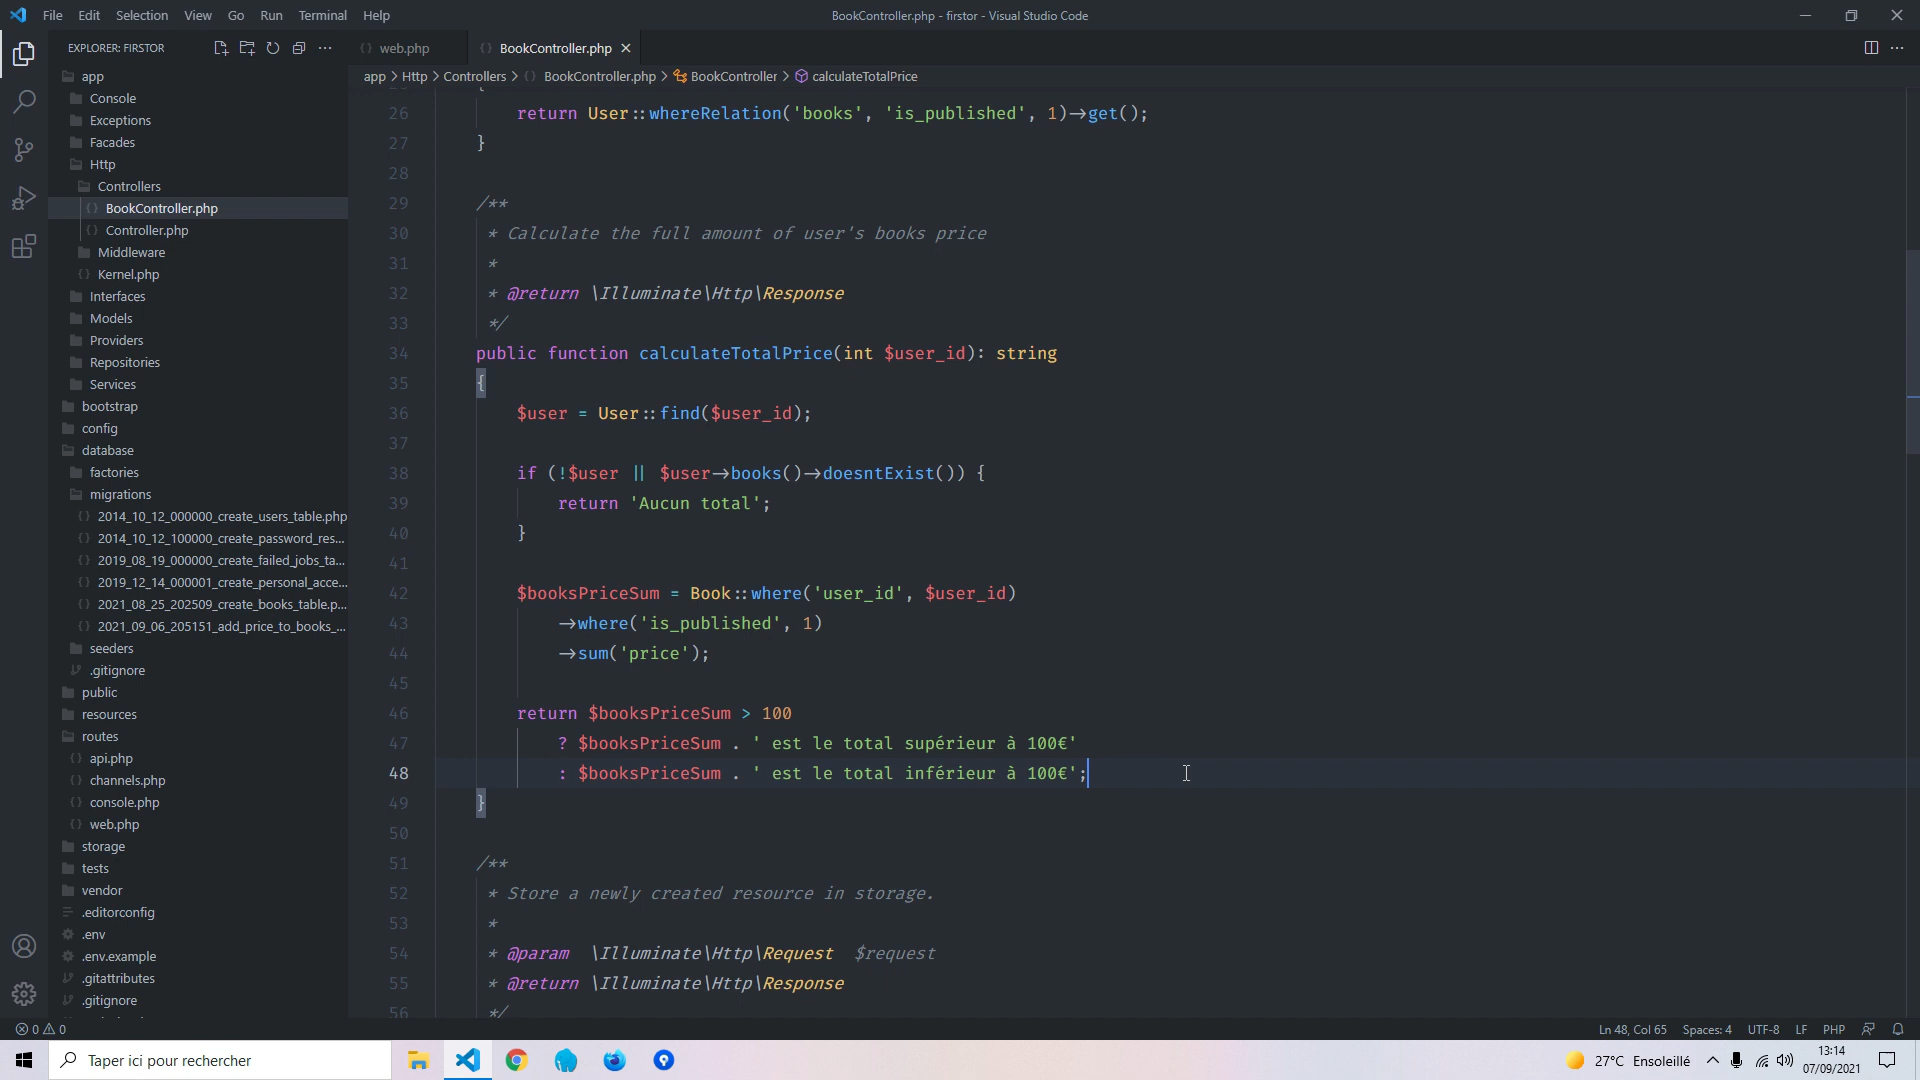 File Edit Selection View Go Run Terminal Help
BookController.php - firstor - Visual Studio Code
EXPLORER: FIRSTOR
app
Console
Exceptions
Facades
Http
Controllers
BookController.php
Controller.php
Middleware
Kernel.php
Interfaces
Models
Providers
Repositories
Services
bootstrap
config
database
factories
migrations
2014_10_12_000000_create_users_table.php
2014_10_12_100000_create_password_res...
2019_08_19_000000_create_failed_jobs_ta...
2019_12_14_000001_create_personal_acce...
2021_08_25_202509_create_books_table.p...
2021_09_06_205151_add_price_to_books_...
seeders
.gitignore
public
resources
routes
api.php
channels.php
console.php
web.php
storage
tests
vendor
.editorconfig
.env
.env.example
.gitattributes
.gitignore
web.php BookController.php
app > Http > Controllers > BookController.php > BookController > calculateTotalPrice
26 return User::whereRelation('books', 'is_published', 1)->get();
27 }
28
29 /**
30 * Calculate the full amount of user's books price
31 *
32 * @return \Illuminate\Http\Response
33 */
34 public function calculateTotalPrice(int $user_id): string
35 {
36 $user = User::find($user_id);
37
38 if (!$user || $user->books()->doesntExist()) {
39 return 'Aucun total';
40 }
41
42 $booksPriceSum = Book::where('user_id', $user_id)
43 ->where('is_published', 1)
44 ->sum('price');
45
46 return $booksPriceSum > 100
47 ? $booksPriceSum . ' est le total supérieur à 100€'
48 : $booksPriceSum . ' est le total inférieur à 100€';
49 }
50
51 /**
52 * Store a newly created resource in storage.
53 *
54 * @param \Illuminate\Http\Request $request
55 * @return \Illuminate\Http\Response
56 */
0 0
Ln 48, Col 65 Spaces: 4 UTF-8 LF PHP
Taper ici pour rechercher
27°C Ensoleillé
13:14
07/09/2021